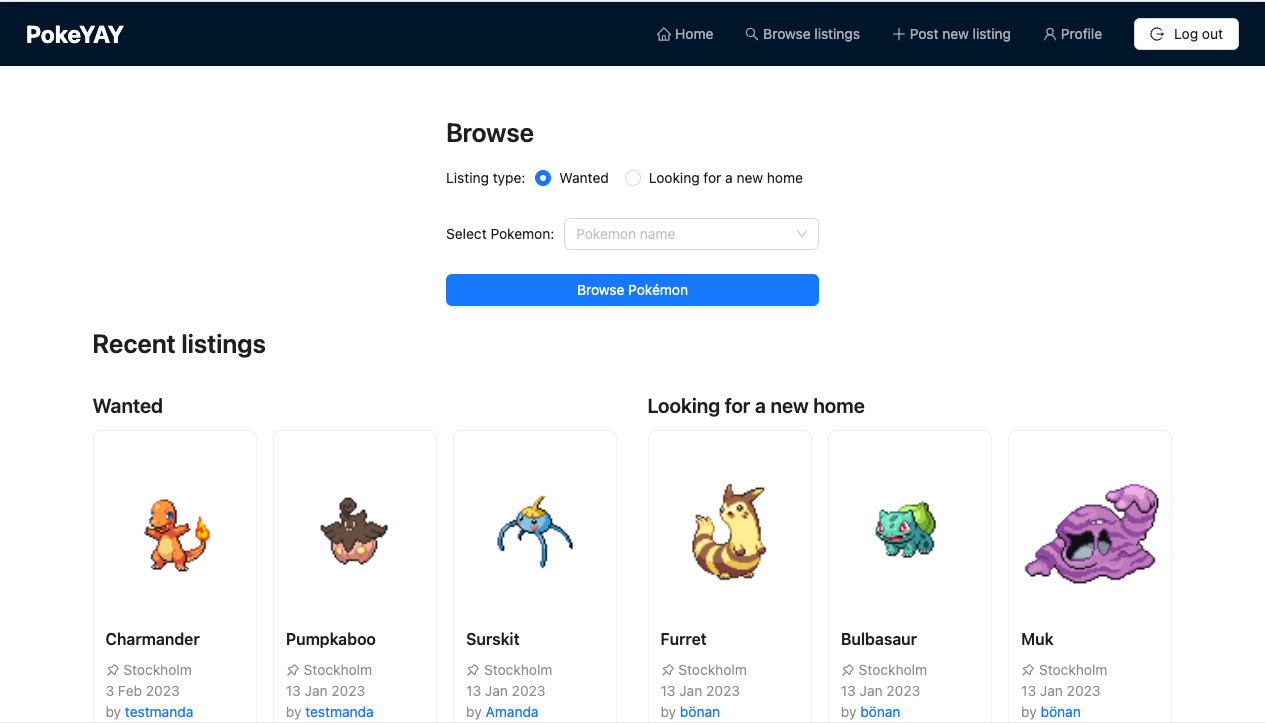 PokeYAY
Home
Browse listings
Post new listing
Profile
Log out
Browse
Listing type:
Wanted
Looking for a new home
Select Pokemon:
Pokemon name
Browse Pokémon
Recent listings
Wanted
Charmander
Stockholm
3 Feb 2023
by testmanda
Pumpkaboo
Stockholm
13 Jan 2023
by testmanda
Surskit
Stockholm
13 Jan 2023
by Amanda
Looking for a new home
Furret
Stockholm
13 Jan 2023
by bönan
Bulbasaur
Stockholm
13 Jan 2023
by bönan
Muk
Stockholm
13 Jan 2023
by bönan